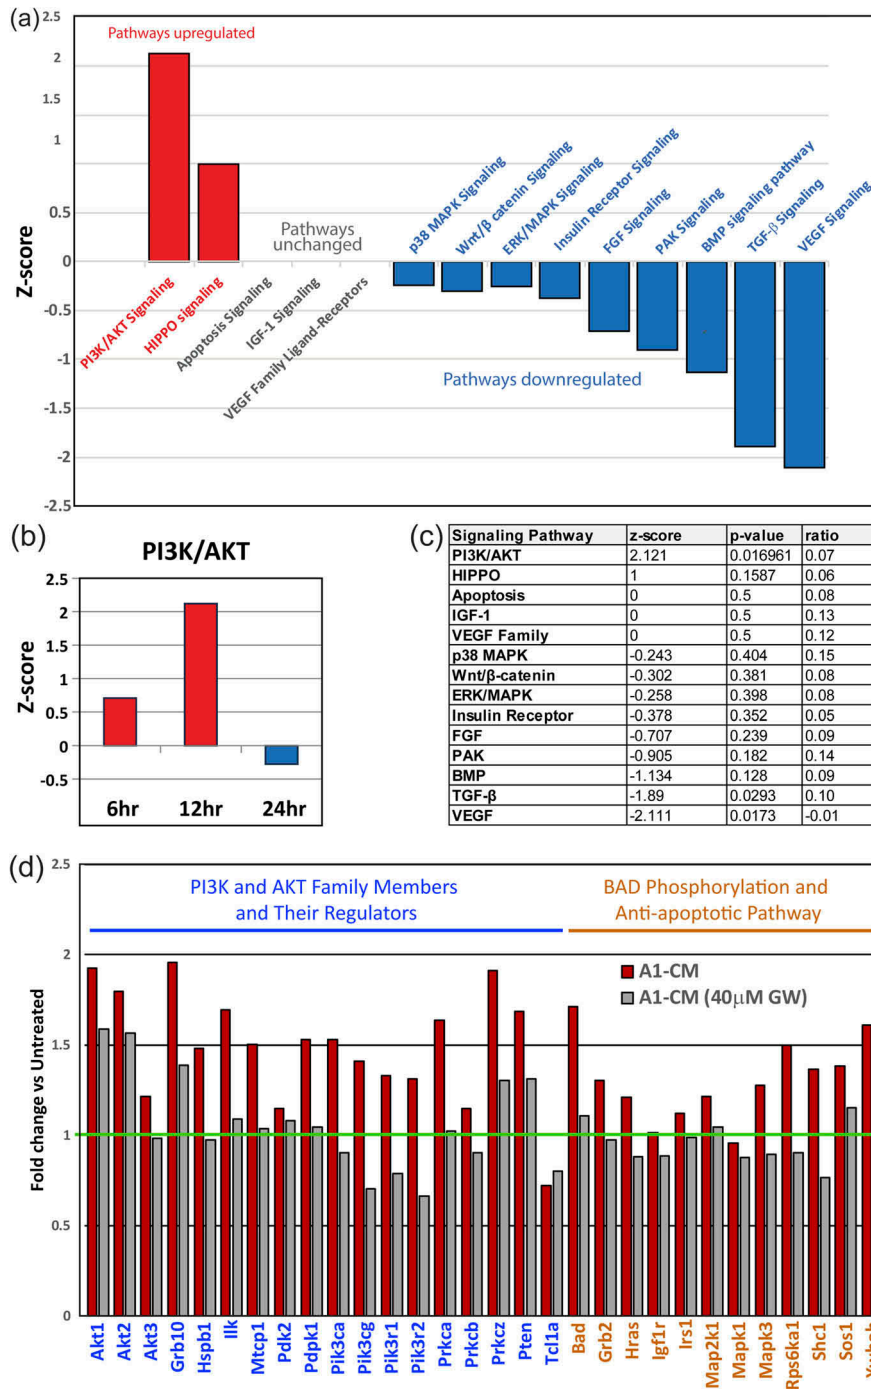 (a)
2.5
2
1.5
1
0.5
0
-0.5
-1
-1.5
-2
-2.5
Z-score
Pathways upregulated
Pathways
unchanged
Pathways downregulated
PI3K/AKT Signaling
HIPPO signaling
Apoptosis Signaling
IGF-1 Signaling
VEGF Family Ligand-Receptors
p38 MAPK Signaling
Wnt/β catenin Signaling
ERK/MAPK Signaling
Insulin Receptor Signaling
FGF Signaling
PAK Signaling
BMP signaling pathway
TGF-β Signaling
VEGF Signaling
(b)
PI3K/AKT
2.5
2
1.5
1
0.5
0
-0.5
Z-score
6hr 12hr 24hr
(c)
Signaling Pathway z-score p-value ratio
PI3K/AKT 2.121 0.016961 0.07
HIPPO 1 0.1587 0.06
Apoptosis 0 0.5 0.08
IGF-1 0 0.5 0.13
VEGF Family 0 0.5 0.12
p38 MAPK -0.243 0.404 0.15
Wnt/β-catenin -0.302 0.381 0.08
ERK/MAPK -0.258 0.398 0.08
Insulin Receptor -0.378 0.352 0.05
FGF -0.707 0.239 0.09
PAK -0.905 0.182 0.14
BMP -1.134 0.128 0.09
TGF-β -1.89 0.0293 0.10
VEGF -2.111 0.0173 -0.01
(d)
2.5
2
1.5
1
0.5
0
Fold change vs Untreated
PI3K and AKT Family Members
and Their Regulators
BAD Phosphorylation and
Anti-apoptotic Pathway
A1-CM
A1-CM (40μM GW)
Akt1
Akt2
Akt3
Grb10
Hspb1
Ilk
Mtcp1
Pdk2
Pdpk1
Pik3ca
Pik3cg
Pik3r1
Pik3r2
Prkca
Prkcb
Prkcz
Pten
Tcl1a
Bad
Grb2
Hras
Igf1r
Irs1
Map2k1
Mapk1
Mapk3
Rps6ka1
Shc1
Sos1